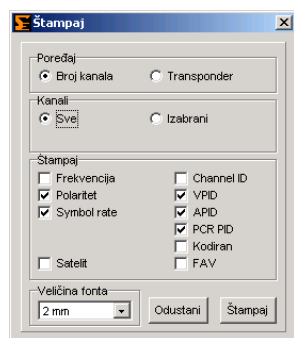 Štampaj
Poređaj
Broj kanala Transponder
Kanali
Sve Izabrani
Štampaj
Frekvencija Channel ID
Polaritet VPID
Symbol rate APID
PCR PID
Kodiran
Satelit FAV
Veličina fonta
2 mm Odustani Štampaj